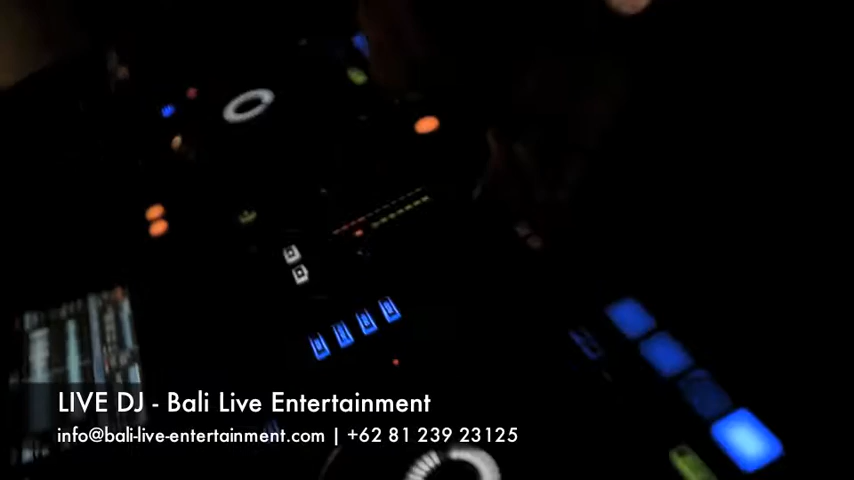 LIVE DJ - Bali Live Entertainment
info@bali-live-entertainment.com | +62 81 239 23125